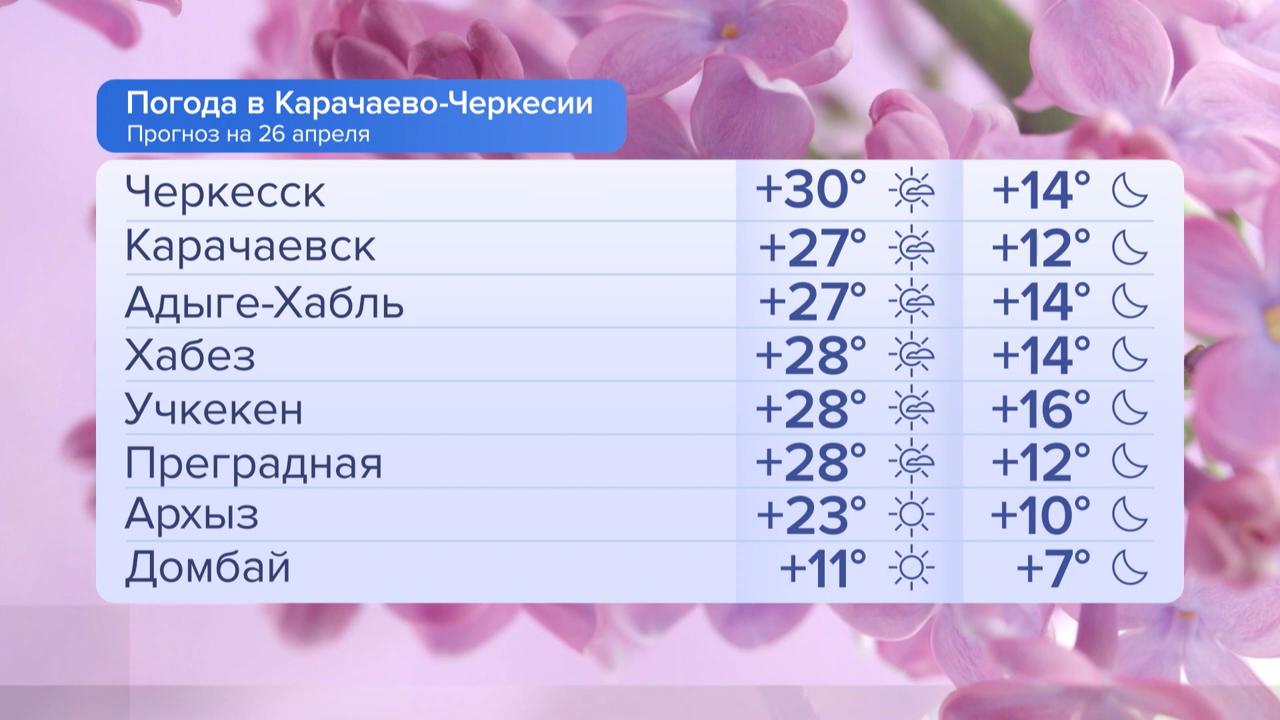 Погода в Карачаево-Черкесии
Прогноз на 26 апреля
Черкесск +30° +14°
Карачаевск +27° +12°
Адыге-Хабль +27° +14°
Хабез +28° +14°
Учкекен +28° +16°
Преградная +28° +12°
Архыз +23° +10°
Домбай +11° +7°